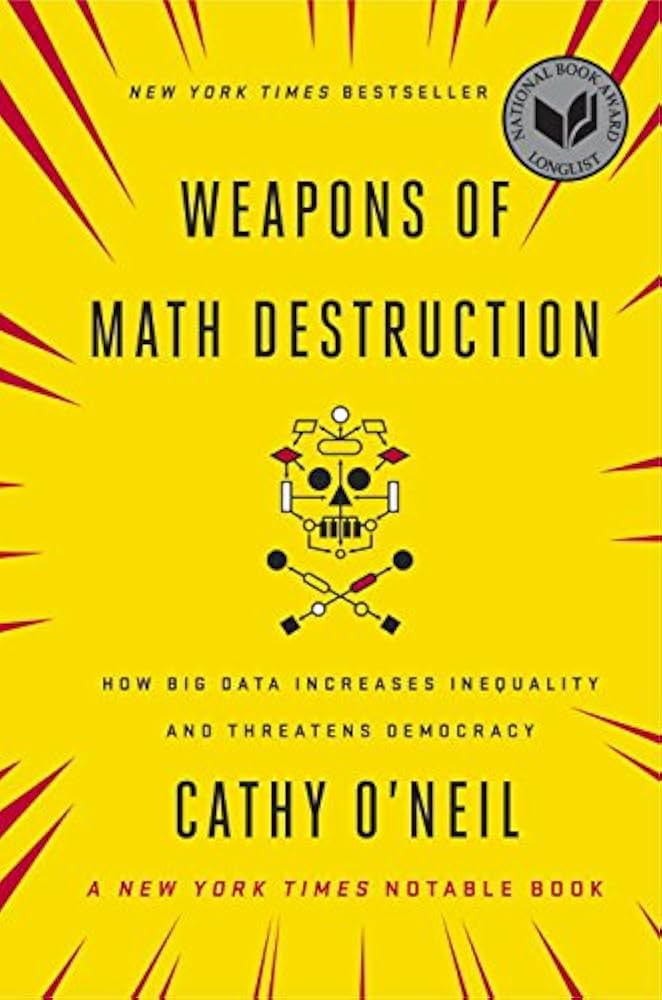 NEW YORK TIMES BESTSELLER
NATIONAL BOOK AWARD
LONGLIST
WEAPONS OF
MATH DESTRUCTION
HOW BIG DATA INCREASES INEQUALITY
AND THREATENS DEMOCRACY
CATHY O'NEIL
A NEW YORK TIMES NOTABLE BOOK